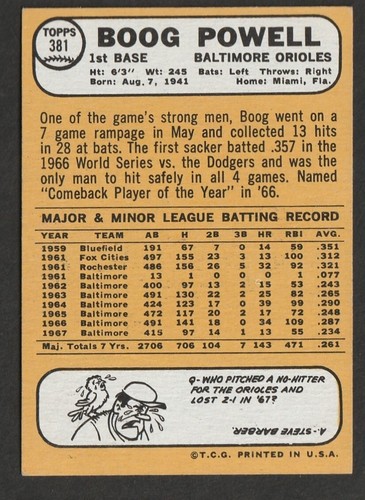 TOPPS
381
BOOG POWELL
1st BASE BALTIMORE ORIOLES
Ht: 6'3" Wt: 245 Bats: Left Throws: Right
Born: Aug. 7, 1941 Home: Miami, Fla.
One of the game's strong men, Boog went on a
7 game rampage in May and collected 13 hits
in 28 at bats. The first sacker batted .357 in the
1966 World Series vs. the Dodgers and was
the only man to hit safely in all 4 games. Named
"Comeback Player of the Year" in '66.
MAJOR & MINOR LEAGUE BATTING RECORD
YEAR TEAM AB H 2B 3B HR RBI AVG.
1959 Bluefield 191 67 7 0 14 59 .351
1961 Fox Cities 497 155 23 3 13 100 .312
1961 Rochester 486 156 26 5 32 92 .321
1961 Baltimore 13 1 0 0 0 1 .077
1962 Baltimore 400 97 13 2 15 53 .243
1963 Baltimore 491 130 22 2 25 82 .265
1964 Baltimore 424 123 17 0 39 99 .290
1965 Baltimore 472 117 20 2 17 72 .248
1966 Baltimore 491 141 18 0 34 109 .287
1967 Baltimore 415 97 14 1 13 55 .234
Maj. Totals 7 Yrs. 2706 706 104 7 143 471 .261
Q-WHO PITCHED A NO-HITTER
FOR THE ORIOLES AND
LOST 2-1 IN '67?
A-STEVE BARBER
©T.C.G. PRINTED IN U.S.A.